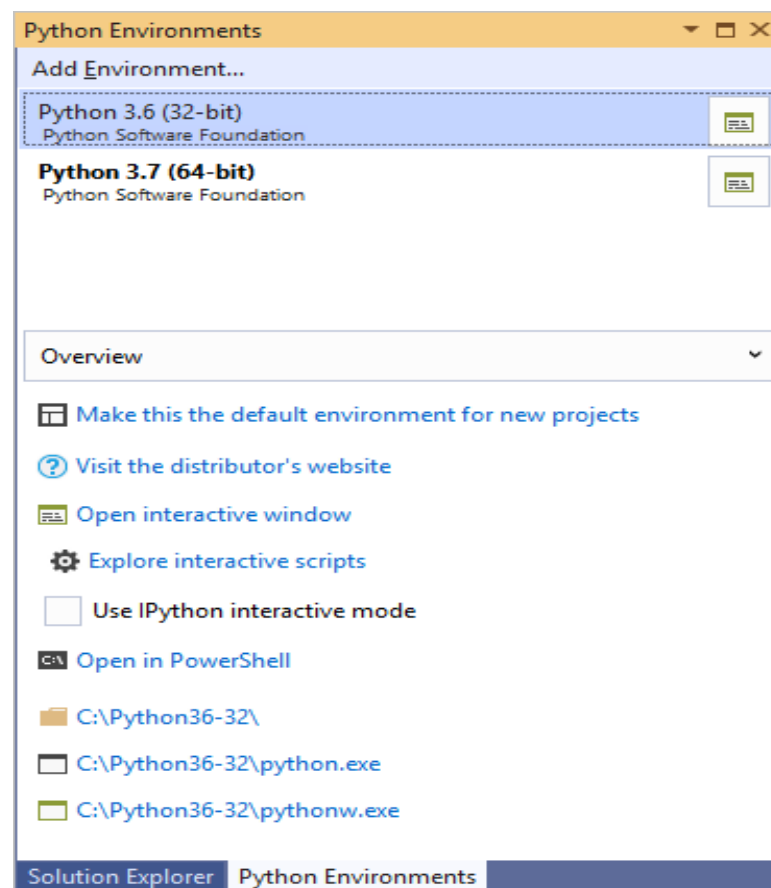 Python Environments
Add Environment...
Python 3.6 (32-bit)
Python Software Foundation
Python 3.7 (64-bit)
Python Software Foundation
Overview
Make this the default environment for new projects
Visit the distributor's website
Open interactive window
Explore interactive scripts
Use IPython interactive mode
C:\ Open in PowerShell
C:\Python36-32\
C:\Python36-32\python.exe
C:\Python36-32\pythonw.exe
Solution Explorer Python Environments